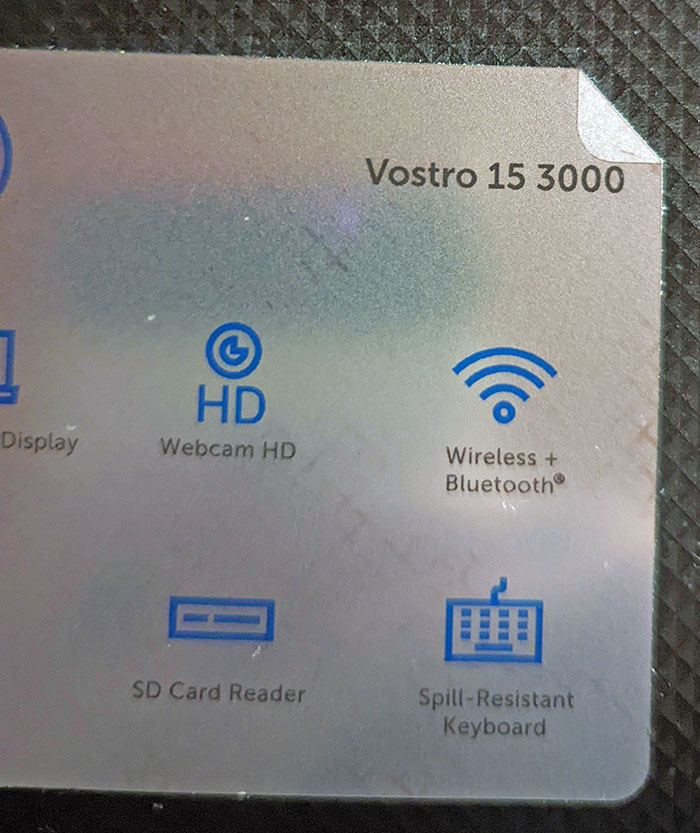 Vostro 15 3000
HD
Display
Webcam HD
Wireless +
Bluetooth®
SD Card Reader
Spill-Resistant
Keyboard